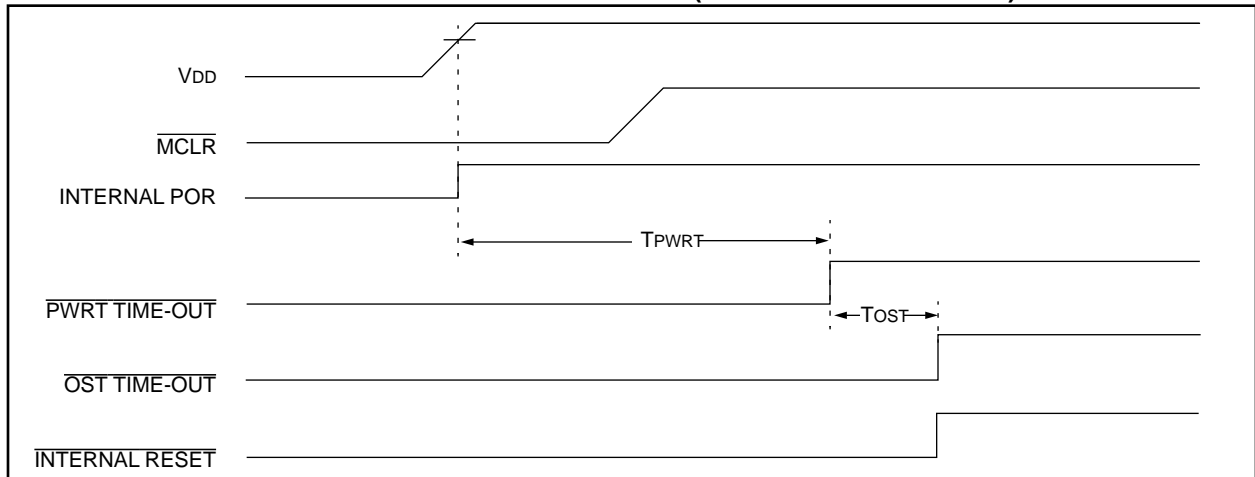 VDD
MCLR
INTERNAL POR
TPWRT
PWRT TIME-OUT
TOST
OST TIME-OUT
INTERNAL RESET